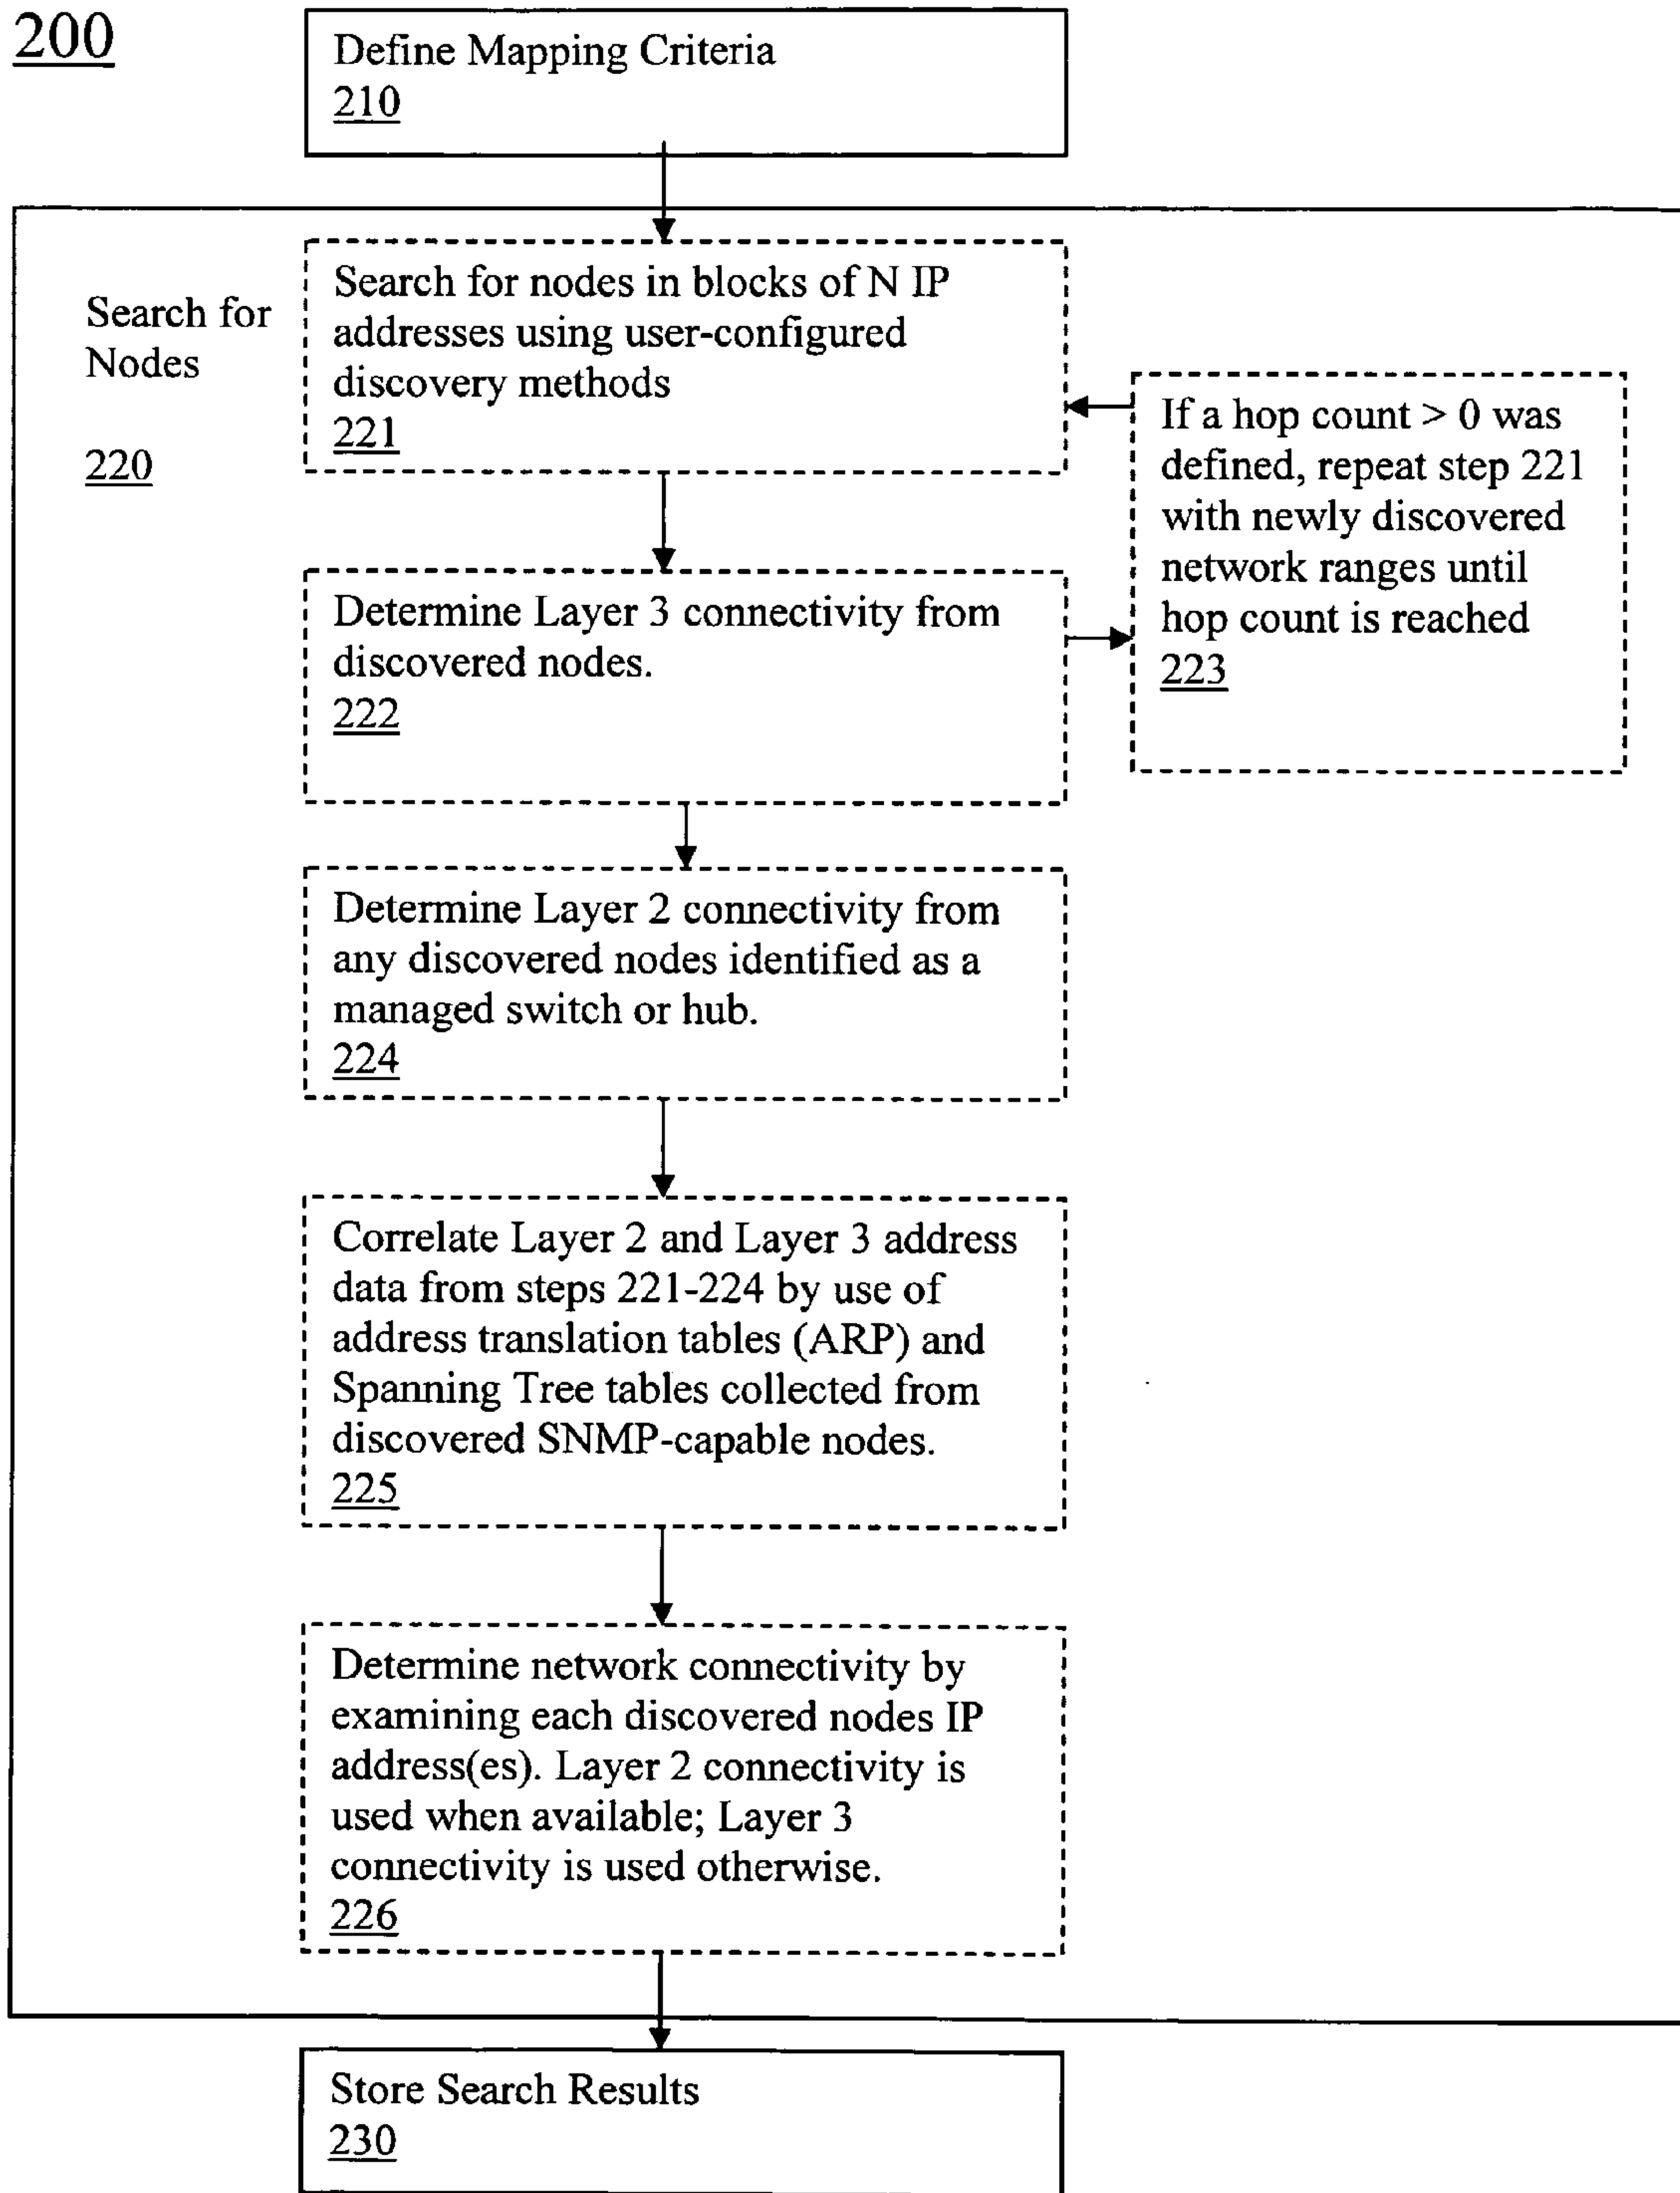 200
Define Mapping Criteria
210
Search for
Nodes
220
Search for nodes in blocks of N IP
addresses using user-configured
discovery methods
221
If a hop count > 0 was
defined, repeat step 221
with newly discovered
network ranges until
hop count is reached
223
Determine Layer 3 connectivity from
discovered nodes.
222
Determine Layer 2 connectivity from
any discovered nodes identified as a
managed switch or hub.
224
Correlate Layer 2 and Layer 3 address
data from steps 221-224 by use of
address translation tables (ARP) and
Spanning Tree tables collected from
discovered SNMP-capable nodes.
225
Determine network connectivity by
examining each discovered nodes IP
address(es). Layer 2 connectivity is
used when available; Layer 3
connectivity is used otherwise.
226
Store Search Results
230